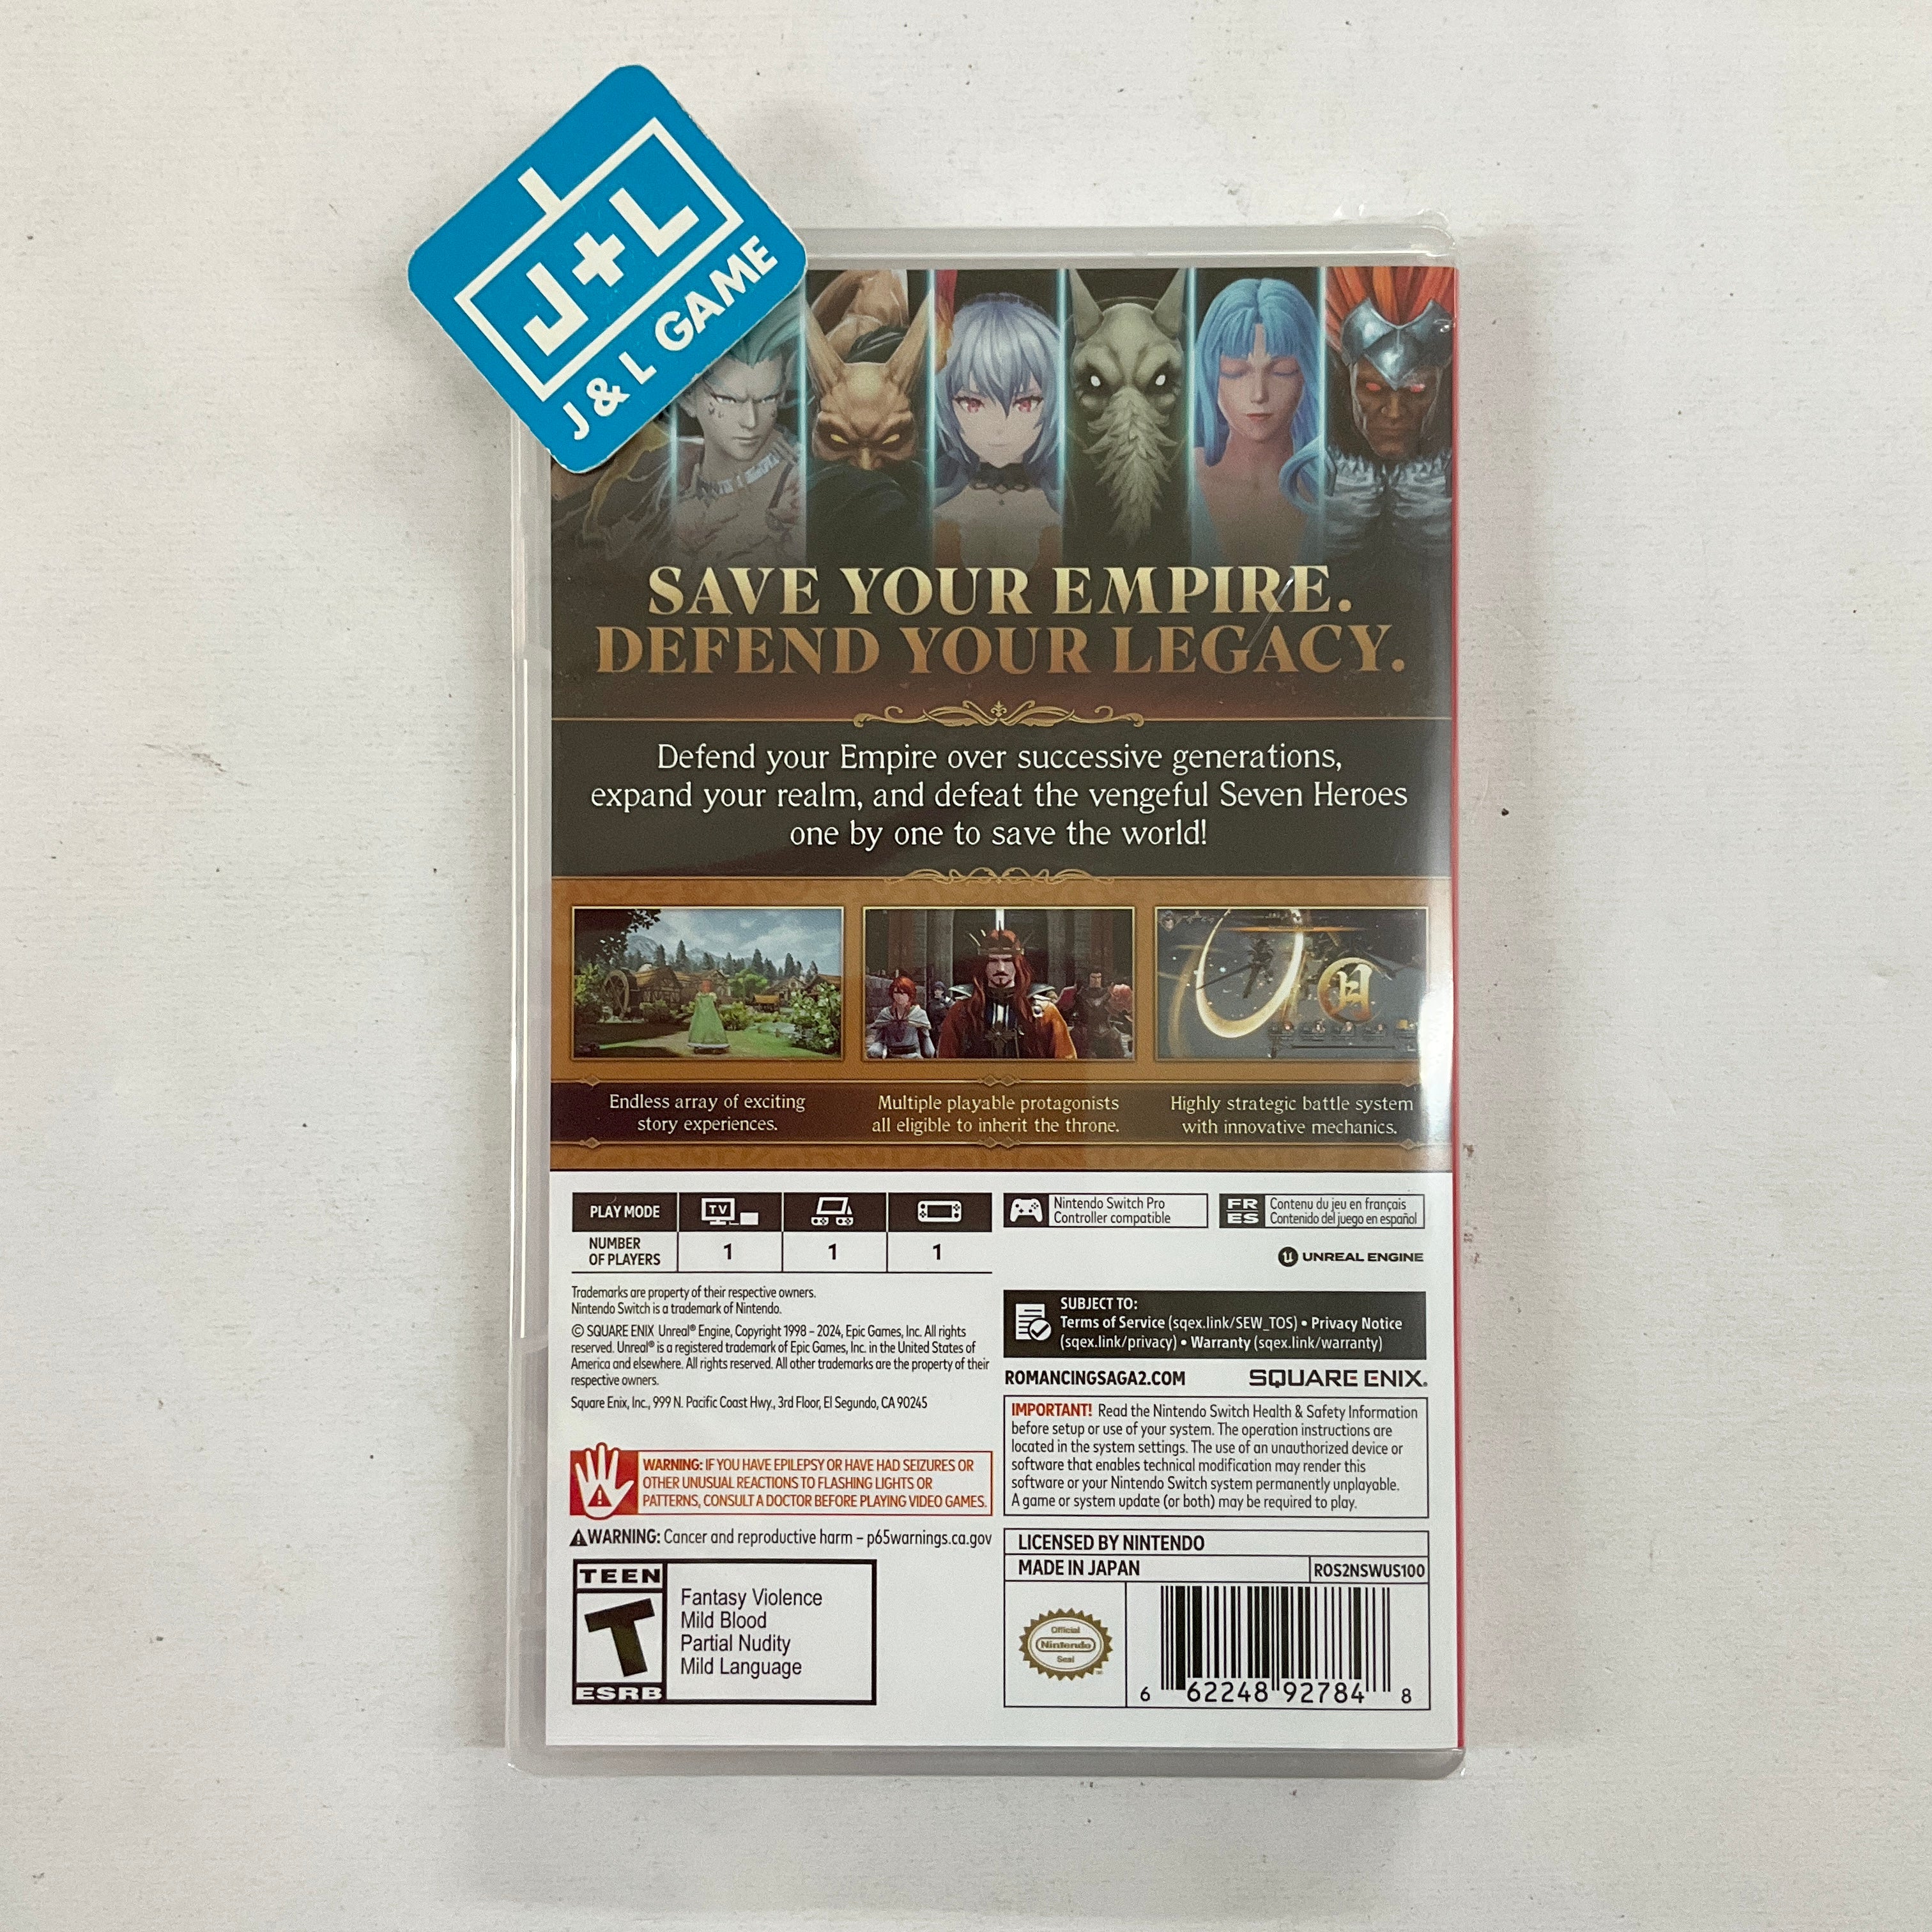 J+L
J & L GAME
SAVE YOUR EMPIRE.
DEFEND YOUR LEGACY.
Defend your Empire over successive generations,
expand your realm, and defeat the vengeful Seven Heroes
one by one to save the world!
Endless array of exciting
story experiences.
Multiple playable protagonists
all eligible to inherit the throne.
Highly strategic battle system
with innovative mechanics.
PLAY MODE
TV
NUMBER
OF PLAYERS
1
1
1
Nintendo Switch Pro
Controller compatible
FR
ES
Contenu du jeu en français
Contenido del juego en español
UNREAL ENGINE
Trademarks are property of their respective owners.
Nintendo Switch is a trademark of Nintendo.
© SQUARE ENIX Unreal® Engine, Copyright 1998 – 2024, Epic Games, Inc. All rights
reserved. Unreal® is a registered trademark of Epic Games, Inc. in the United States of
America and elsewhere. All rights reserved. All other trademarks are the property of their
respective owners.
Square Enix, Inc., 999 N. Pacific Coast Hwy., 3rd Floor, El Segundo, CA 90245
SUBJECT TO:
Terms of Service (sqex.link/SEW_TOS) • Privacy Notice
(sqex.link/privacy) • Warranty (sqex.link/warranty)
ROMANCINGSAGA2.COM
SQUARE ENIX.
IMPORTANT! Read the Nintendo Switch Health & Safety Information
before setup or use of your system. The operation instructions are
located in the system settings. The use of an unauthorized device or
software that enables technical modification may render this
software or your Nintendo Switch system permanently unplayable.
A game or system update (or both) may be required to play.
WARNING: IF YOU HAVE EPILEPSY OR HAVE HAD SEIZURES OR
OTHER UNUSUAL REACTIONS TO FLASHING LIGHTS OR
PATTERNS, CONSULT A DOCTOR BEFORE PLAYING VIDEO GAMES.
WARNING: Cancer and reproductive harm – p65warnings.ca.gov
TEEN
T
ESRB
Fantasy Violence
Mild Blood
Partial Nudity
Mild Language
LICENSED BY NINTENDO
MADE IN JAPAN
ROS2NSWUS100
Official
Nintendo
Seal
6 62248 92784 8